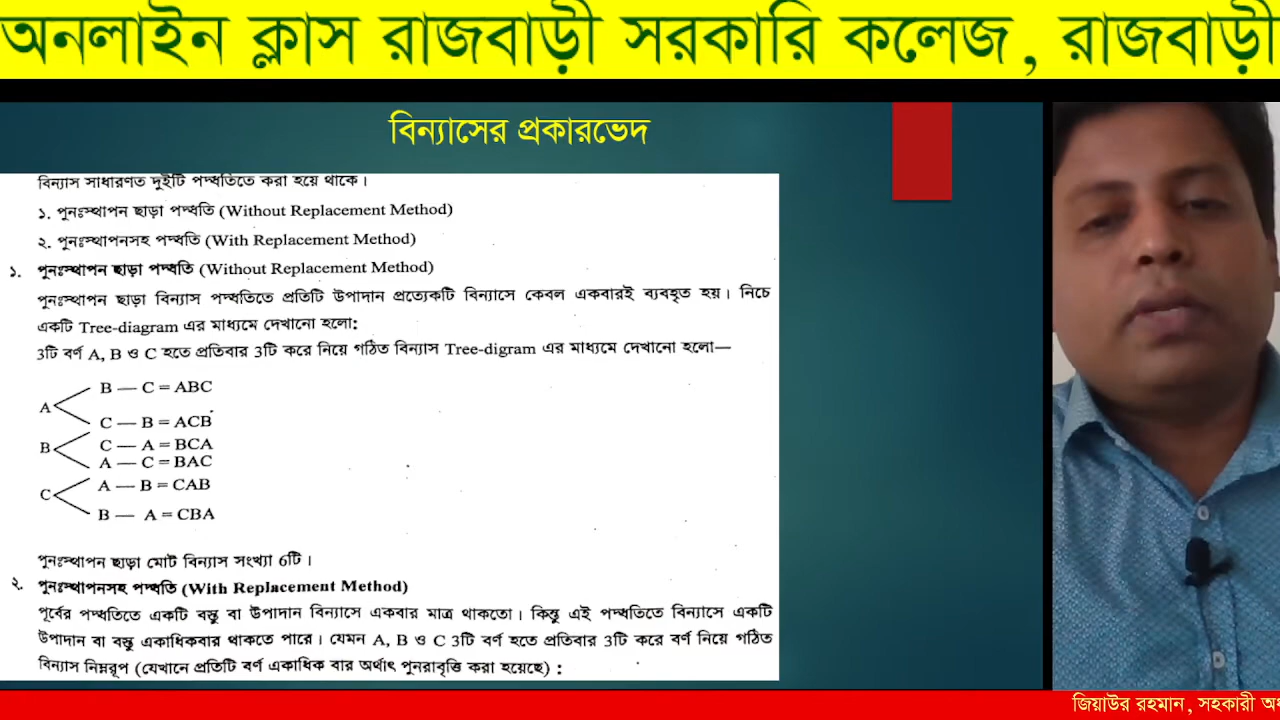 অনলাইন ক্লাস রাজবাড়ী সরকারি কলেজ, রাজবাড়ী
বিন্যাসের প্রকারভেদ
বিন্যাস সাধারণত দুইটি পদ্ধতিতে করা হয়ে থাকে।
১. পুনঃস্থাপন ছাড়া পদ্ধতি (Without Replacement Method)
২. পুনঃস্থাপনসহ পদ্ধতি (With Replacement Method)
১. পুনঃস্থাপন ছাড়া পদ্ধতি (Without Replacement Method)
পুনঃস্থাপন ছাড়া বিন্যাস পদ্ধতিতে প্রতিটি উপাদান প্রত্যেকটি বিন্যাসে কেবল একবারই ব্যবহৃত হয়। নিচে
একটি Tree-diagram এর মাধ্যমে দেখানো হলো:
3টি বর্ণ A, B ও C হতে প্রতিবার 3টি করে নিয়ে গঠিত বিন্যাস Tree-digram এর মাধ্যমে দেখানো হলো—
B — C = ABC
A
C — B = ACB
C — A = BCA
B
A — C = BAC
A — B = CAB
C
B — A = CBA
পুনঃস্থাপন ছাড়া মোট বিন্যাস সংখ্যা 6টি।
২. পুনঃস্থাপনসহ পদ্ধতি (With Replacement Method)
পূর্বের পদ্ধতিতে একটি বস্তু বা উপাদান বিন্যাসে একবার মাত্র থাকতো। কিন্তু এই পদ্ধতিতে বিন্যাসে একটি
উপাদান বা বস্তু একাধিকবার থাকতে পারে। যেমন A, B ও C 3টি বর্ণ হতে প্রতিবার 3টি করে বর্ণ নিয়ে গঠিত
বিন্যাস নিম্নরূপ (যেখানে প্রতিটি বর্ণ একাধিক বার অর্থাৎ পুনরাবৃত্তি করা হয়েছে) :
জিয়াউর রহমান, সহকারী